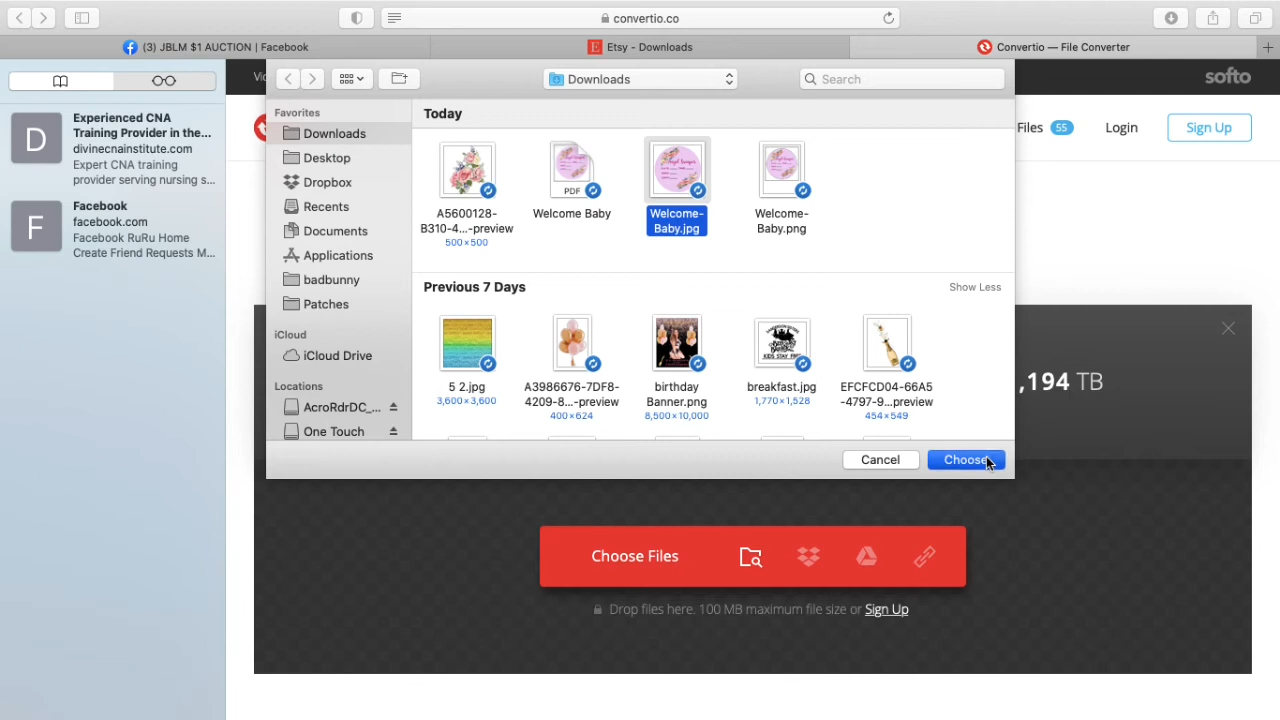 convertio.co
(3) JBLM $1 AUCTION | Facebook
Etsy - Downloads
Convertio — File Converter
Experienced CNA
Training Provider in the...
divinecnainstitute.com
Expert CNA training
provider serving nursing s...
D
Facebook
facebook.com
Facebook RuRu Home
Create Friend Requests M...
F
softo
Files 55
Login
Sign Up
Downloads
Search
Favorites
Downloads
Desktop
Dropbox
Recents
Documents
Applications
badbunny
Patches
iCloud
iCloud Drive
Locations
AcroRdrDC_...
One Touch
Today
A5600128-
B310-4...-preview
500×500
PDF
Welcome Baby
Welcome-
Baby.jpg
Welcome-
Baby.png
Previous 7 Days
Show Less
5 2.jpg
3,600×3,600
A3986676-7DF8-
4209-8...-preview
400×624
birthday
Banner.png
8,500×10,000
KIDS STAY FREE
breakfast.jpg
1,770×1,528
EFCFCD04-66A5
-4797-9...preview
454×549
Cancel
Choose
,194 TB
Choose Files
Drop files here. 100 MB maximum file size or Sign Up